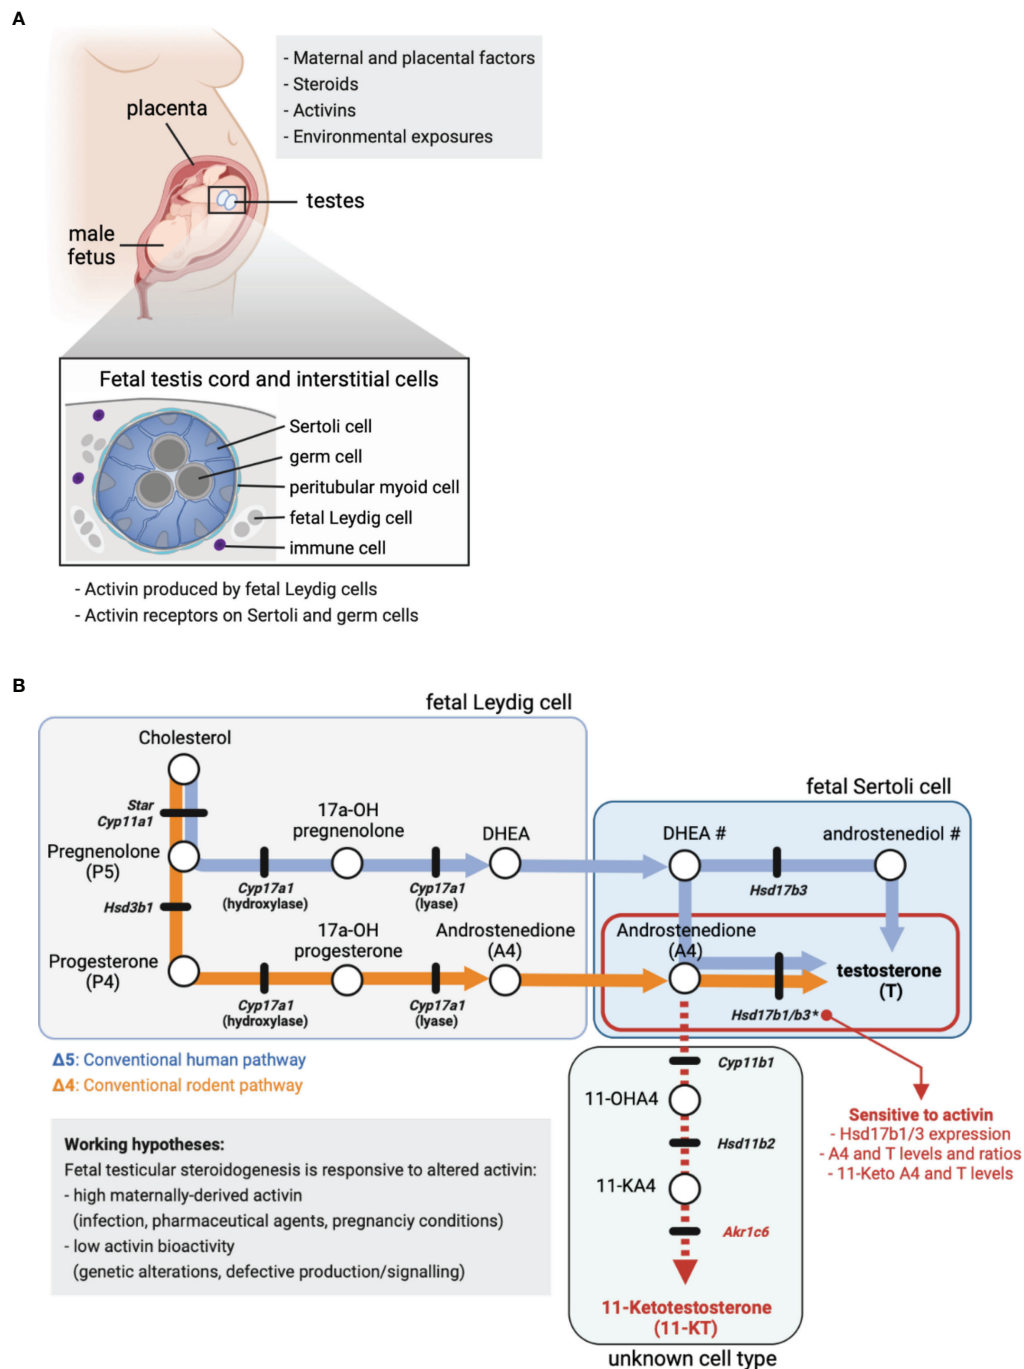 A
- Maternal and placental factors
- Steroids
- Activins
- Environmental exposures
placenta
testes
male
fetus
Fetal testis cord and interstitial cells
Sertoli cell
germ cell
peritubular myoid cell
fetal Leydig cell
immune cell
- Activin produced by fetal Leydig cells
- Activin receptors on Sertoli and germ cells
B
fetal Leydig cell
Cholesterol
Star
Cyp11a1
Pregnenolone
(P5)
17a-OH
pregnenolone
DHEA
Cyp17a1
(hydroxylase)
Cyp17a1
(lyase)
Hsd3b1
Progesterone
(P4)
17a-OH
progesterone
Androstenedione
(A4)
Cyp17a1
(hydroxylase)
Cyp17a1
(lyase)
fetal Sertoli cell
DHEA #
androstenediol #
Hsd17b3
Androstenedione
(A4)
testosterone
(T)
Hsd17b1/b3*
Δ5: Conventional human pathway
Δ4: Conventional rodent pathway
Cyp11b1
11-OHA4
Hsd11b2
11-KA4
Akr1c6
11-Ketotestosterone
(11-KT)
unknown cell type
Sensitive to activin
- Hsd17b1/3 expression
- A4 and T levels and ratios
- 11-Keto A4 and T levels
Working hypotheses:
Fetal testicular steroidogenesis is responsive to altered activin:
- high maternally-derived activin
(infection, pharmaceutical agents, pregnanciy conditions)
- low activin bioactivity
(genetic alterations, defective production/signalling)